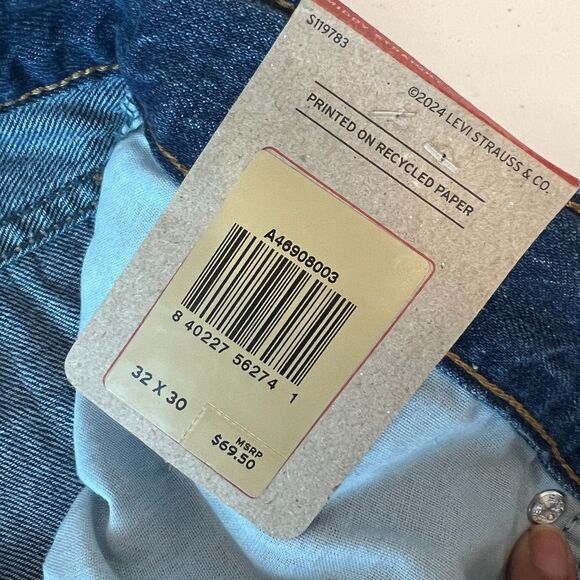 S119783
©2024 LEVI STRAUSS & CO.
PRINTED ON RECYCLED PAPER
A46908003
8 40227 56274 1
32 X 30
MSRP
$69.50